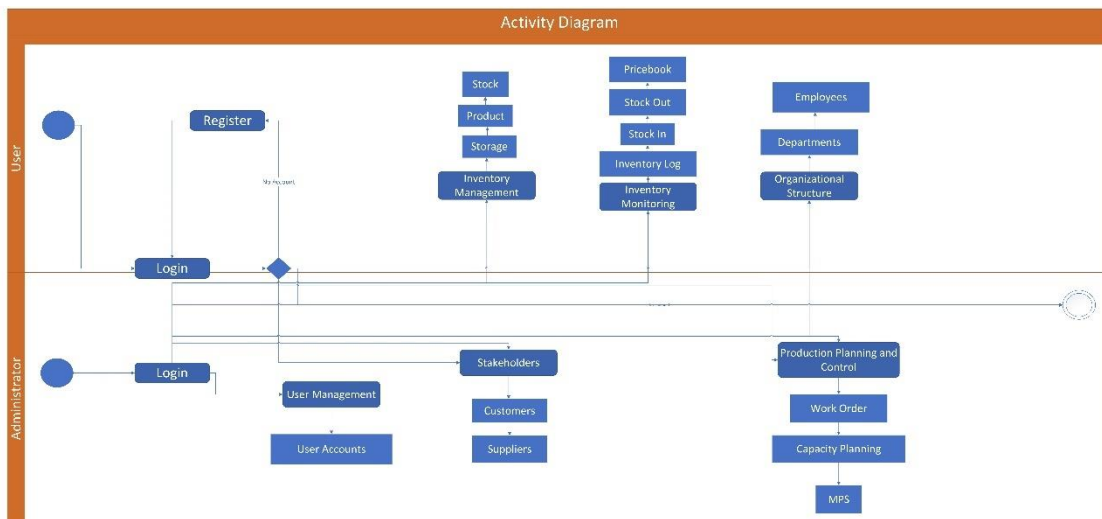 Activity Diagram
User
Register
No Account
Login
Stock
Product
Storage
Inventory
Management
Pricebook
Stock Out
Stock In
Inventory Log
Inventory
Monitoring
Employees
Departments
Organizational
Structure
Administrator
Login
User Management
User Accounts
Stakeholders
Customers
Suppliers
Production Planning and
Control
Work Order
Capacity Planning
MPS